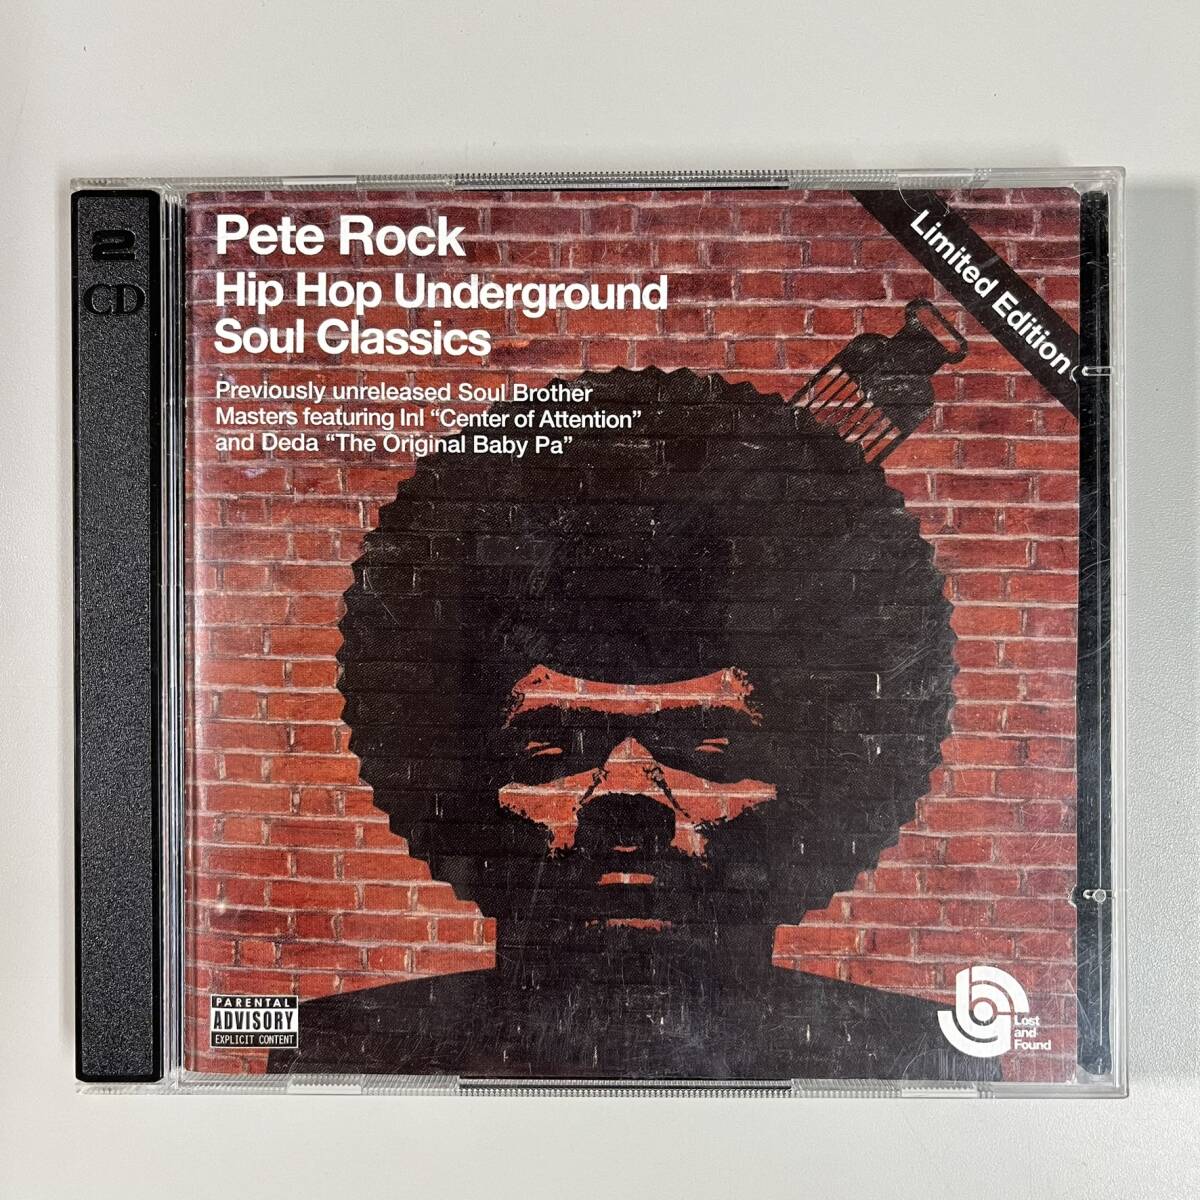 2
CD
Pete Rock
Hip Hop Underground
Soul Classics
Previously unreleased Soul Brother
Masters featuring InI “Center of Attention”
and Deda “The Original Baby Pa”
Limited Edition
PARENTAL
ADVISORY
EXPLICIT CONTENT
Lost
and
Found